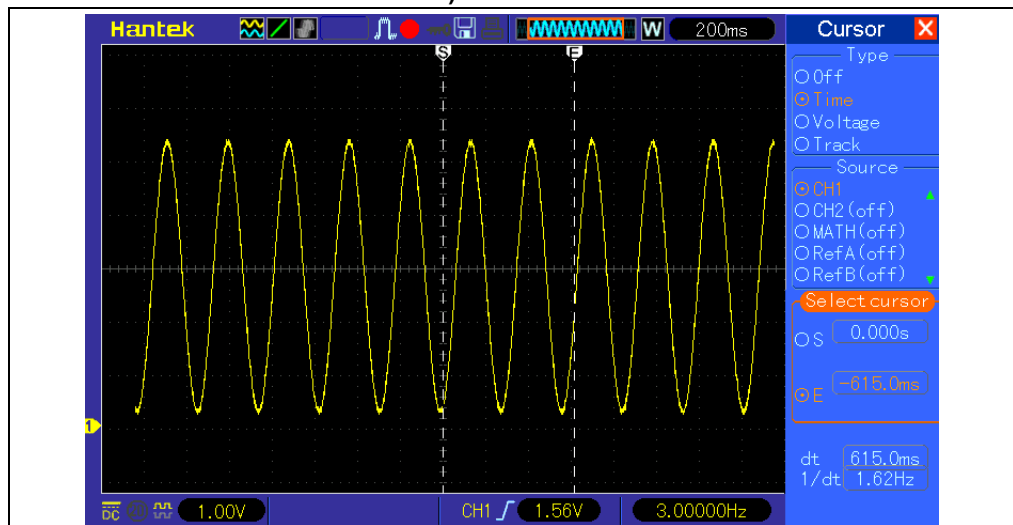 Hantek W 200ms Cursor
S E
Type
Off
Time
Voltage
Track
Source
CH1
CH2(off)
MATH(off)
RefA(off)
RefB(off)
Select cursor
S 0.000s
E -615.0ms
1
dt 615.0ms
1/dt 1.62Hz
DC 1.00V CH1 1.56V 3.00000Hz